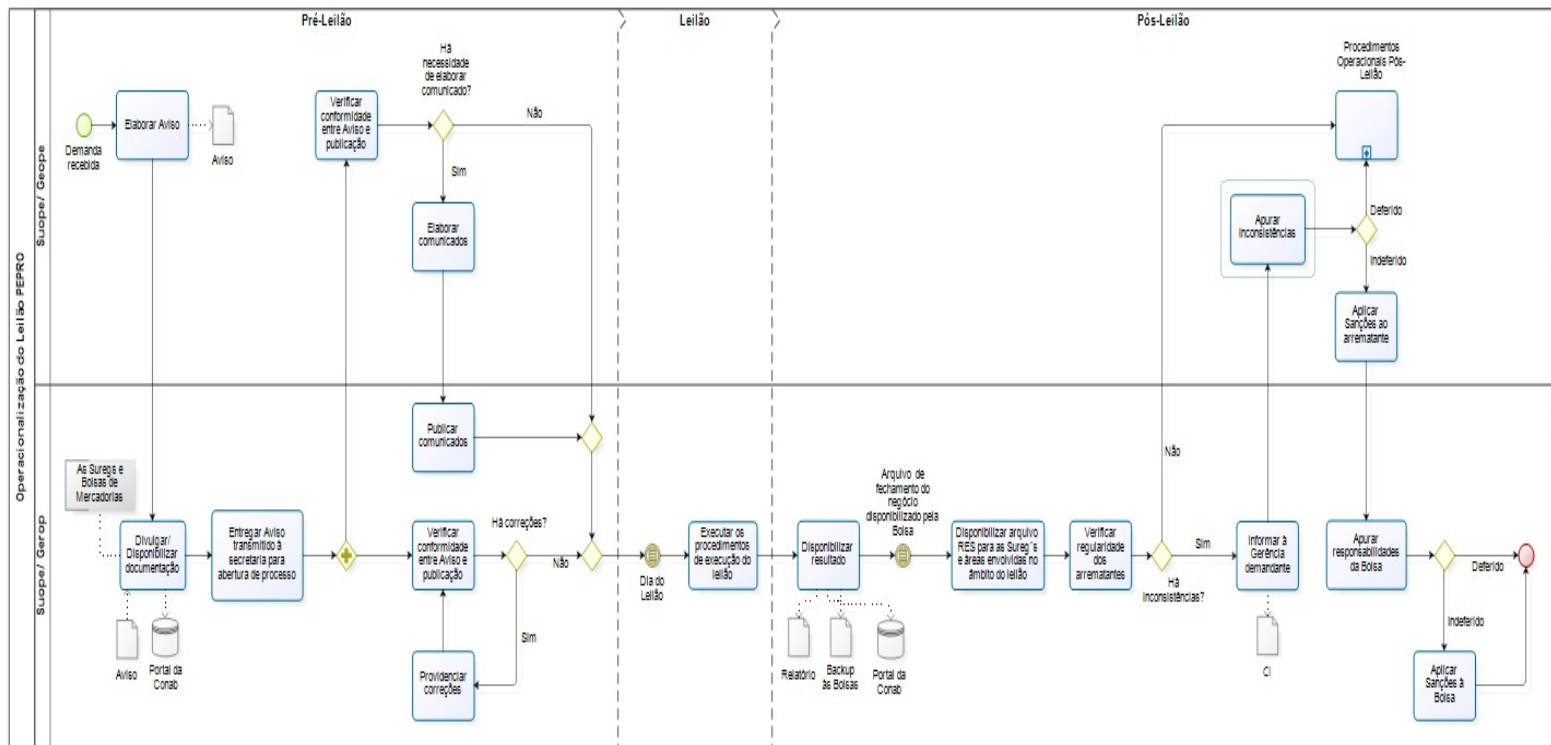 Pré-Leilão
Leilão
Pós-Leilão
Operacionalização do Leilão PEPRO
Suope/ Geope
Demanda
recebida
Elaborar Aviso
Aviso
Verificar
conformidade
entre Aviso e
publicação
Há
necessidade
de elaborar
comunicado?
Não
Sim
Elaborar
comunicados
Procedimentos
Operacionais Pós-
Leilão
Apurar
Inconsistências
Deferido
Indeferido
Aplicar
Sanções ao
arrematante
Suope/ Gerop
As Suregs e
Bolsas de
Mercadorias
Divulgar/
Disponibilizar
documentação
Aviso
Portal da
Conab
Entregar Aviso
transmitido à
secretaria para
abertura de processo
Publicar
comunicados
Verificar
conformidade
entre Aviso e
publicação
Há correções?
Não
Sim
Providenciar
correções
Dia do
Leilão
Executar os
procedimentos
de execução do
leilão
Disponibilizar
resultado
Relatório
Backup
às Bolsas
Portal da
Conab
Arquivo de
fechamento do
negócio
disponibilizado pela
Bolsa
Disponibilizar arquivo
RES para as Sureg`s
e áreas envolvidas no
âmbito do leilão
Verificar
regularidade
dos
arrematantes
Não
Sim
Há
Inconsistências?
Informar à
Gerência
demandante
CI
Apurar
responsabilidades
da Bolsa
Deferido
Indeferido
Aplicar
Sanções à
Bolsa